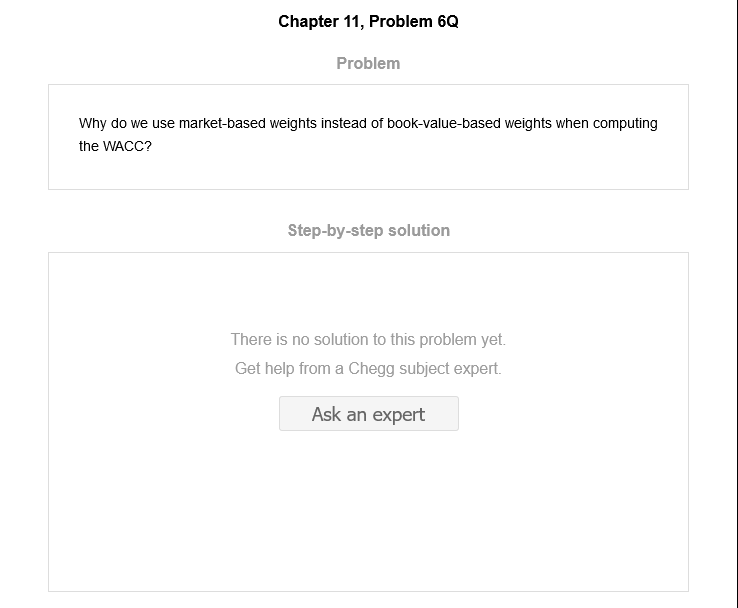 Chapter 11, Problem 6Q
Problem
Why do we use market-based weights instead of book-value-based weights when computing
the WACC?
Step-by-step solution
There is no solution to this problem yet.
Get help from a Chegg subject expert.
Ask an expert